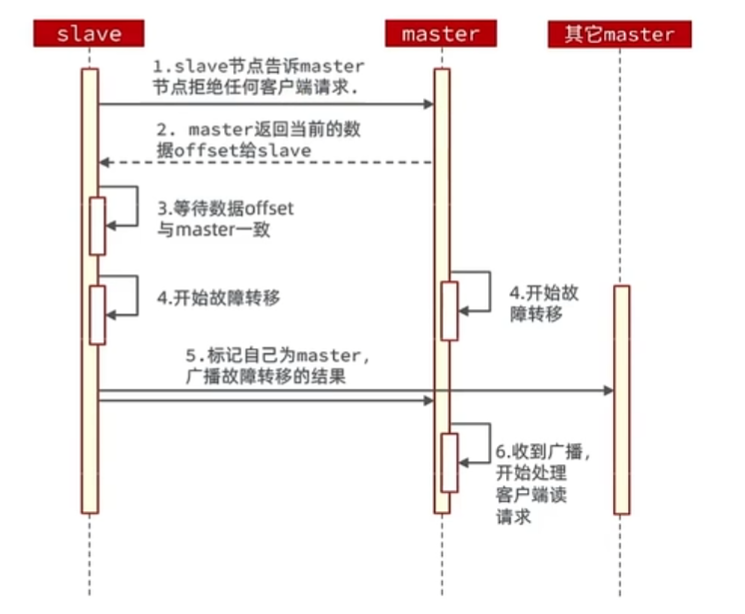 slave
master
其它master
1.slave节点告诉master
节点拒绝任何客户端请求.
2. master返回当前的数
据offset给slave
3.等待数据offset
与master一致
4.开始故障转移
4.开始故
障转移
5.标记自己为master,
广播故障转移的结果
6.收到广播,
开始处理
客户端读
请求